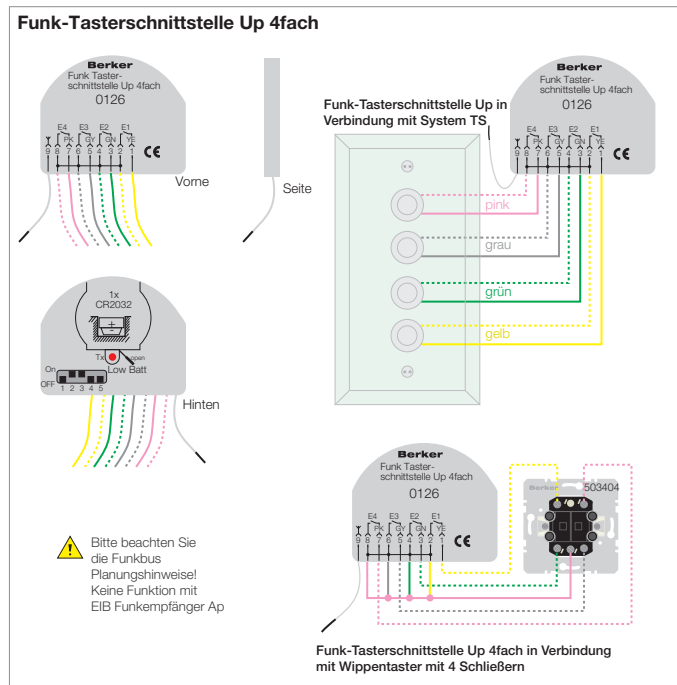 Funk-Tasterschnittstelle Up 4fach
Berker
Funk Taster-
schnittstelle Up 4fach
0126
E4 E3 E2 E1
PK GY GN YE
9 8 7 6 5 4 3 2 1
CE
Vorne
Seite
Funk-Tasterschnittstelle Up in
Verbindung mit System TS
Berker
Funk Taster-
schnittstelle Up 4fach
0126
E4 E3 E2 E1
PK GY GN YE
9 8 7 6 5 4 3 2 1
CE
pink
grau
grün
gelb
1x
CR2032
+
-
Tx
open
Low Batt
On
OFF
1 2 3 4 5
Hinten
Berker
Funk Taster-
schnittstelle Up 4fach
0126
E4 E3 E2 E1
PK GY GN YE
9 8 7 6 5 4 3 2 1
CE
Berker
503404
Bitte beachten Sie
die Funkbus
Planungshinweise!
Keine Funktion mit
EIB Funkempfänger Ap
Funk-Tasterschnittstelle Up 4fach in Verbindung
mit Wippentaster mit 4 Schließern